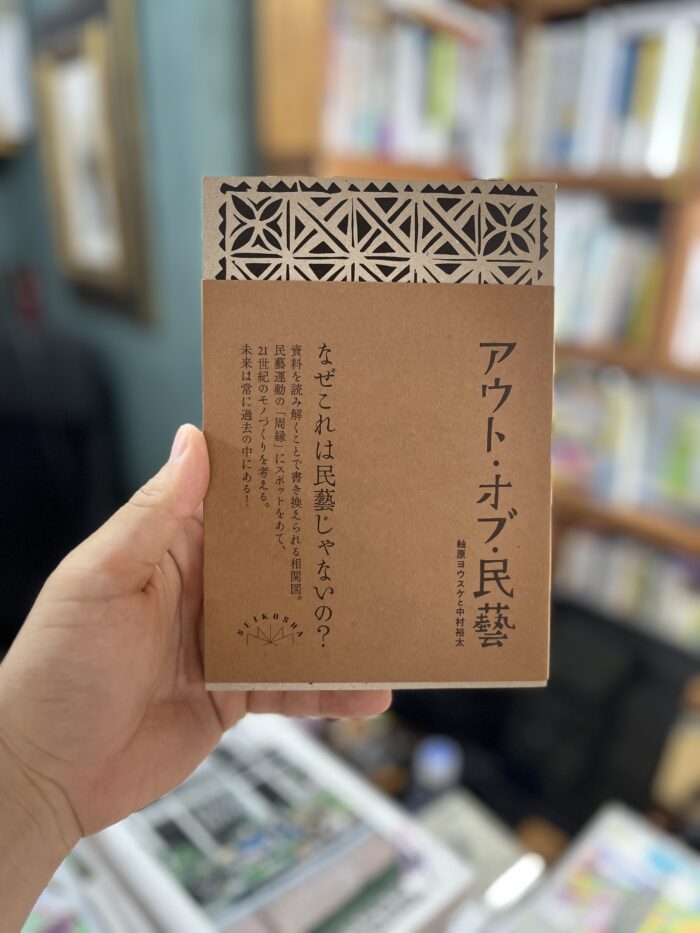 アウト・オブ・民藝
軸原ヨウスケと中村裕太
なぜこれは民藝じゃないの?
資料を読み解くことで書き換えられる相関図。
民藝運動の「周縁」にスポットをあて、
21世紀のモノづくりを考える。
未来は常に過去の中にある!
SEIKOSHA